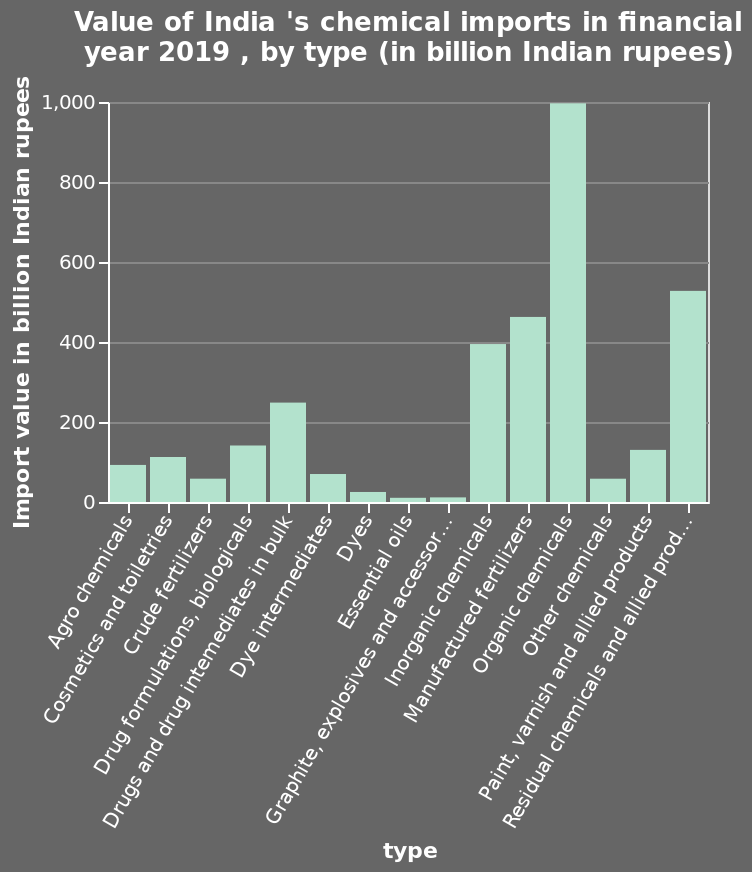 Value of India 's chemical imports in financial
year 2019 , by type (in billion Indian rupees)
Import value in billion Indian rupees
1,000
800
600
400
200
0
Agro chemicals
Cosmetics and toiletries
Crude fertilizers
Drug formulations, biologicals
Drugs and drug intemediates in bulk
Dye intermediates
Dyes
Essential oils
Graphite, explosives and accessor...
Inorganic chemicals
Manufactured fertilizers
Organic chemicals
Other chemicals
Paint, varnish and allied products
Residual chemicals and allied prod...
type